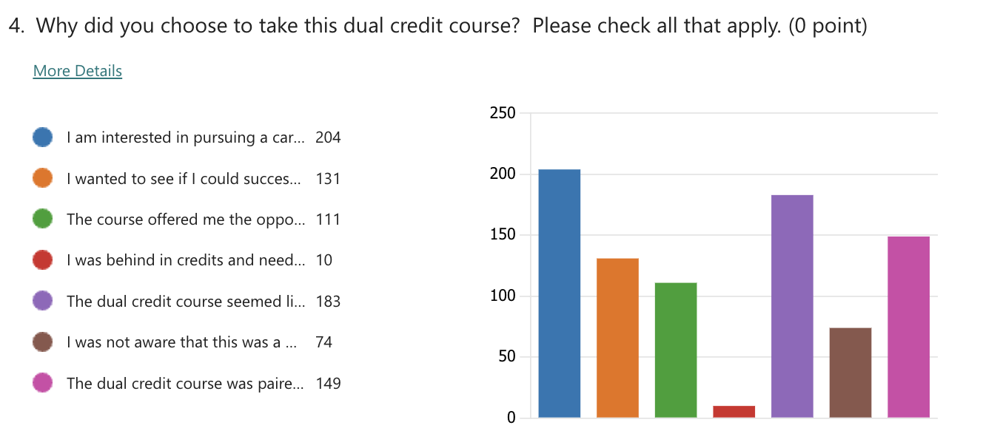 4. Why did you choose to take this dual credit course? Please check all that apply. (0 point)
More Details
I am interested in pursuing a car... 204
I wanted to see if I could succes... 131
The course offered me the oppo... 111
I was behind in credits and need... 10
The dual credit course seemed li... 183
I was not aware that this was a ... 74
The dual credit course was paire... 149
250
200
150
100
50
0